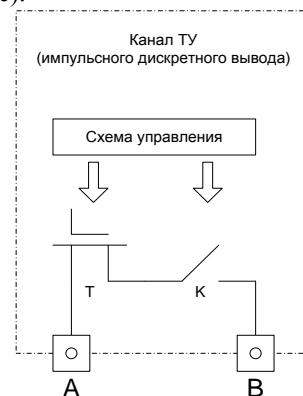 Канал ТУ
(импульсного дискретного вывода)
Схема управления
Т
К
А
В